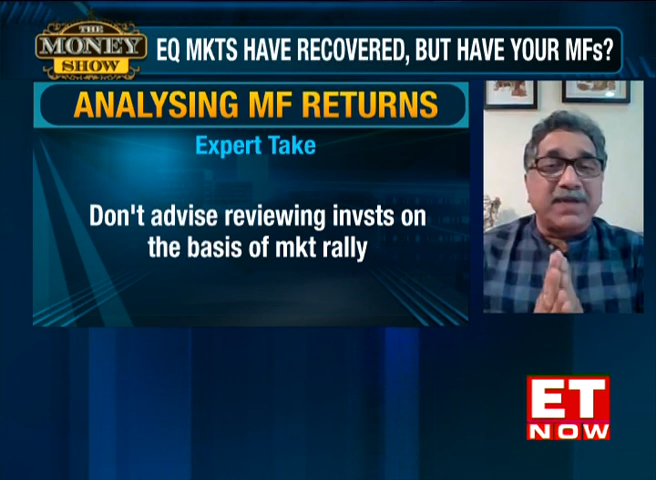 THE
MONEY
SHOW
EQ MKTS HAVE RECOVERED, BUT HAVE YOUR MFs?
ANALYSING MF RETURNS
Expert Take
Don't advise reviewing invsts on
the basis of mkt rally
ET
NOW